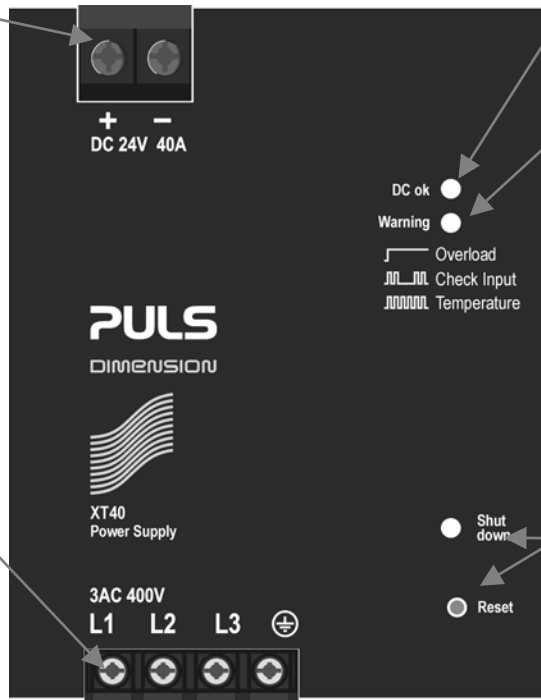 + −
DC 24V 40A
DC ok
Warning
Overload
Check Input
Temperature
PULS
DIMENSION
XT40
Power Supply
Shut
down
Reset
3AC 400V
L1 L2 L3